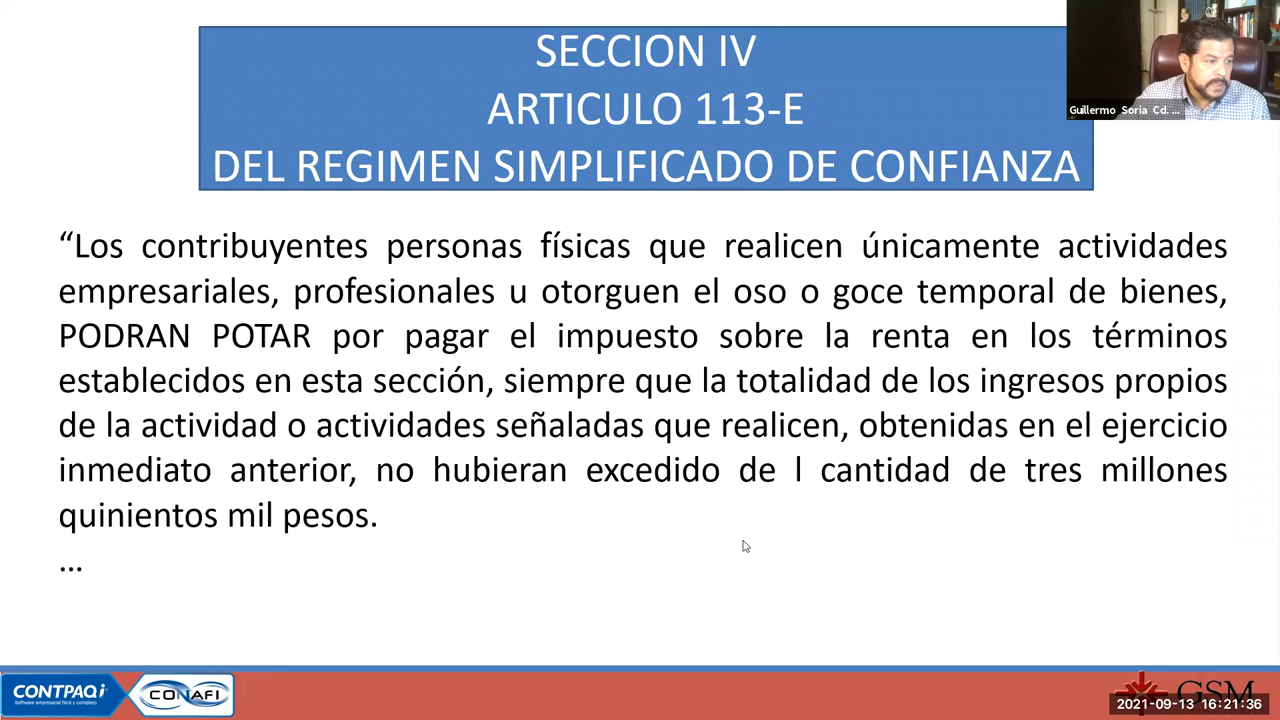 SECCION IV
ARTICULO 113-E
DEL REGIMEN SIMPLIFICADO DE CONFIANZA
Guillermo Soria Cd. ...
“Los contribuyentes personas físicas que realicen únicamente actividades
empresariales, profesionales u otorguen el oso o goce temporal de bienes,
PODRAN POTAR por pagar el impuesto sobre la renta en los términos
establecidos en esta sección, siempre que la totalidad de los ingresos propios
de la actividad o actividades señaladas que realicen, obtenidas en el ejercicio
inmediato anterior, no hubieran excedido de l cantidad de tres millones
quinientos mil pesos.
...
CONTPAQi
Software empresarial fácil y completo
CONAFI
GSM
2021-09-13 16:21:36